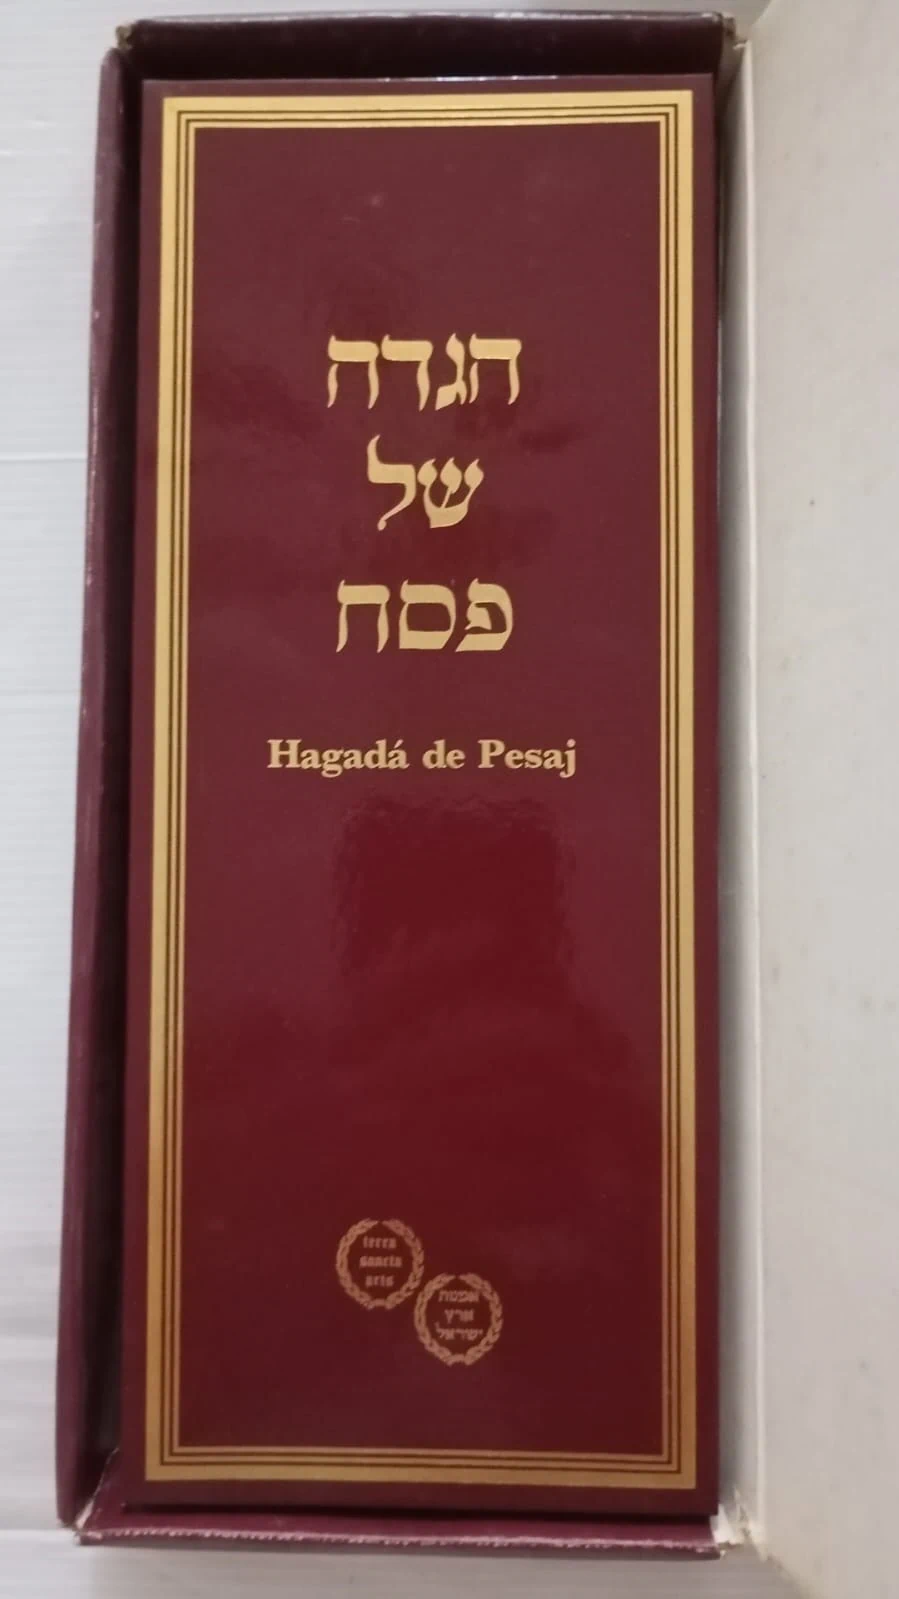 הגדה
של
פסח
Hagadá de Pesaj
terra
sancta
arts
אמנות
ארץ
ישראל